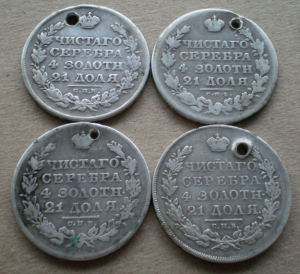 ЧИСТАГО
СЕРЕБРА
4 ЗОЛОТН
21 ДОЛЯ
С.П.Б.
ЧИСТАГО
СЕРЕБРА
4 ЗОЛОТН
21 ДОЛЯ
С.П.Б.
ЧИСТАГО
СЕРЕБРА
4 ЗОЛОТН.
21 ДОЛЯ.
С.П.Б.
ЧИСТАГО
СЕРЕБРА
4 ЗОЛОТН.
21 ДОЛЯ.
С.П.Б.